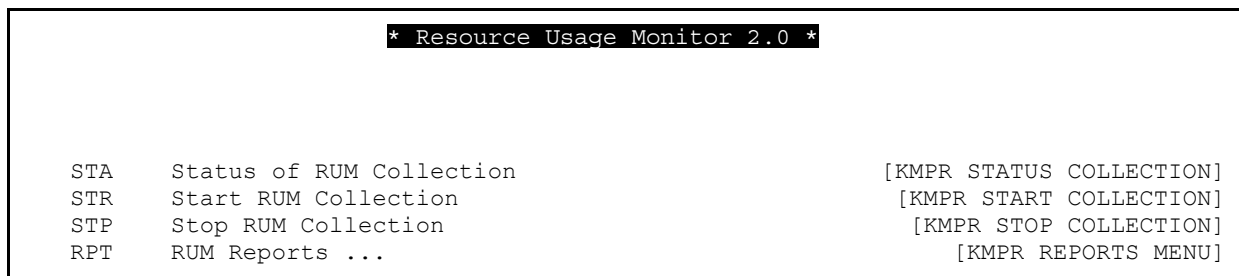 * Resource Usage Monitor 2.0 *
STA Status of RUM Collection [KMPR STATUS COLLECTION]
STR Start RUM Collection [KMPR START COLLECTION]
STP Stop RUM Collection [KMPR STOP COLLECTION]
RPT RUM Reports ... [KMPR REPORTS MENU]